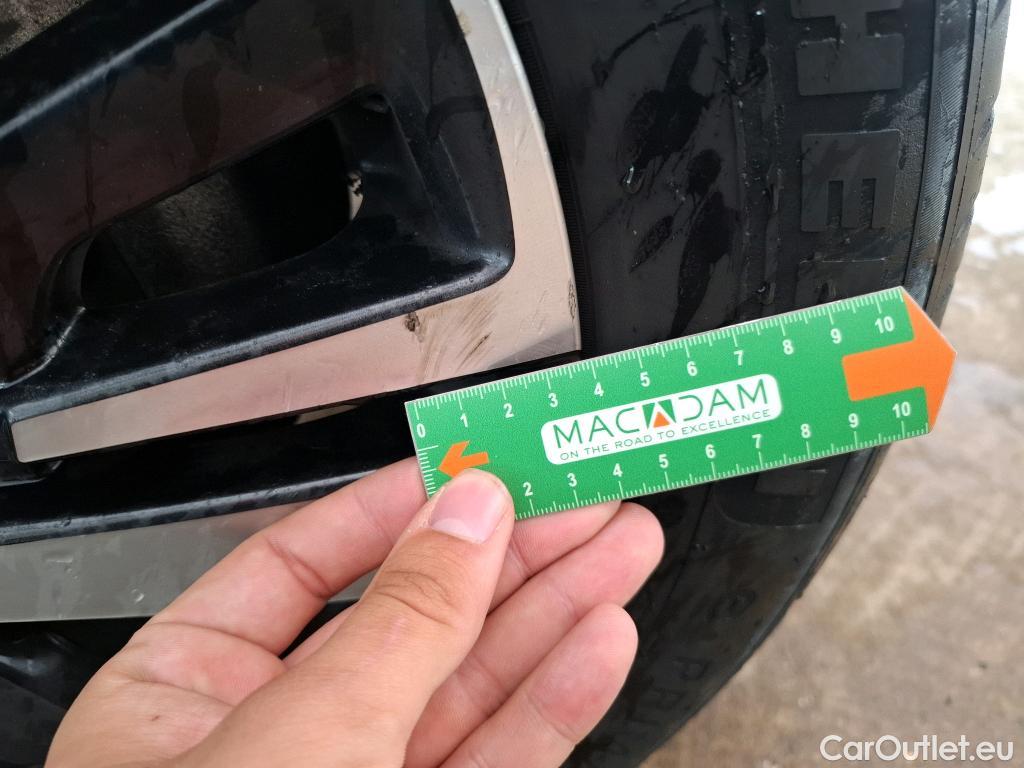 HE
0 1 2 3 4 5 6 7 8 9 10
MACADAM
ON THE ROAD TO EXCELLENCE
2 3 4 5 6 7 8 9 10
CarOutlet.eu